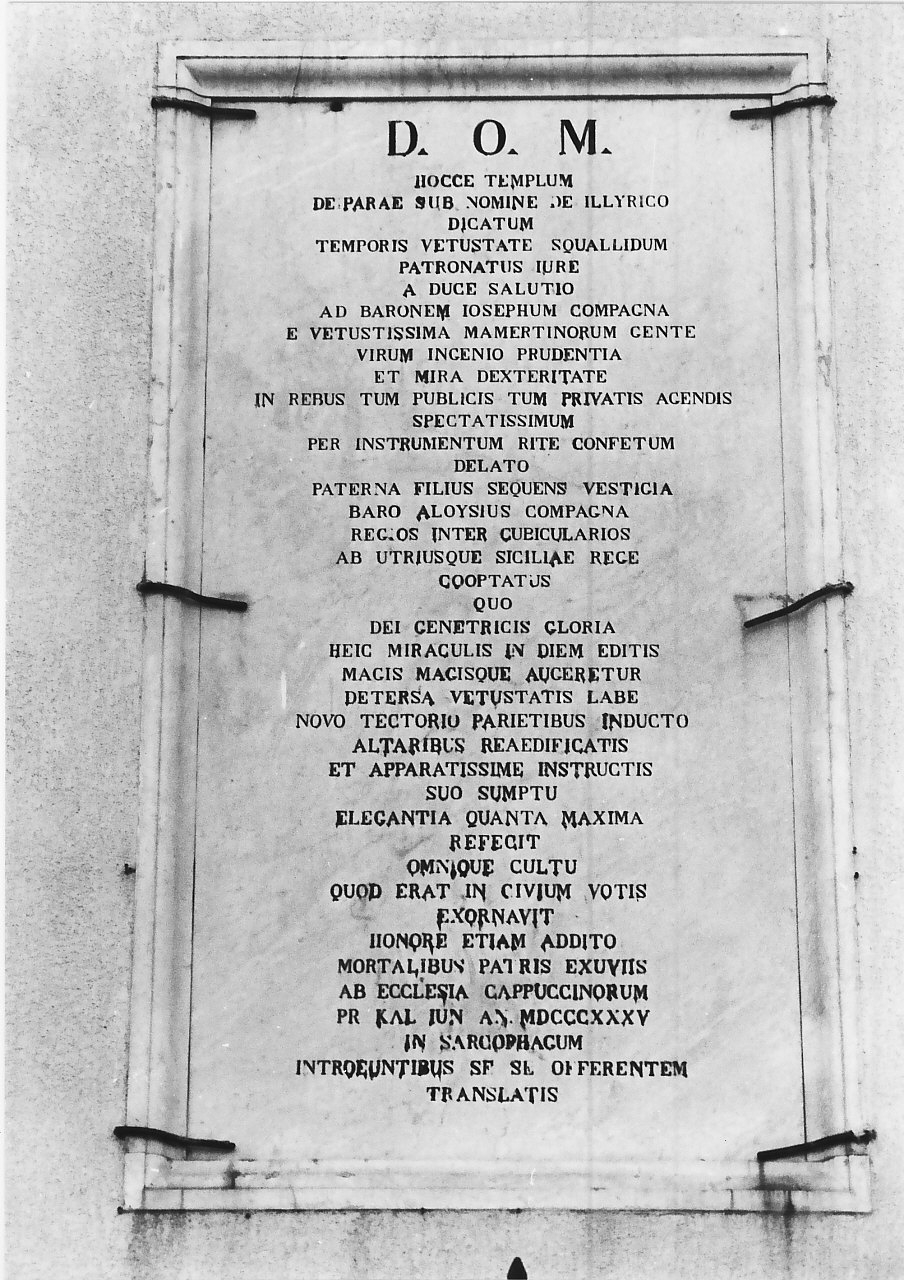 D. O. M.
HOCCE TEMPLUM
DEIPARAE SUB NOMINE DE ILLYRICO
DICATUM
TEMPORIS VETUSTATE SQUALLIDUM
PATRONATUS IURE
A DUCE SALUTIO
AD BARONEM IOSEPHUM COMPAGNA
E VETUSTISSIMA MAMERTINORUM GENTE
VIRUM INGENIO PRUDENTIA
ET MIRA DEXTERITATE
IN REBUS TUM PUBLICIS TUM PRIVATIS AGENDIS
SPECTATISSIMUM
PER INSTRUMENTUM RITE CONFETUM
DELATO
PATERNA FILIUS SEQUENS VESTIGIA
BARO ALOYSIUS COMPAGNA
REGIOS INTER CUBICULARIOS
AB UTRIUSQUE SICILIAE REGE
COOPTATUS
QUO
DEI GENETRICIS GLORIA
HEIC MIRACULIS IN DIEM EDITIS
MAGIS MAGISQUE AUGERETUR
DETERSA VETUSTATIS LABE
NOVO TECTORIO PARIETIBUS INDUCTO
ALTARIBUS REAEDIFICATIS
ET APPARATISSIME INSTRUCTIS
SUO SUMPTU
ELEGANTIA QUANTA MAXIMA
REFECIT
OMNIQUE CULTU
QUOD ERAT IN CIVIUM VOTIS
EXORNAVIT
HONORE ETIAM ADDITO
MORTALIBUS PATRIS EXUVIIS
AB ECCLESIA CAPPUCCINORUM
PR KAL IUN AN. MDCCCXXXV
IN SARCOPHAGUM
INTROEUNTIBUS SE SE OFFERENTEM
TRANSLATIS